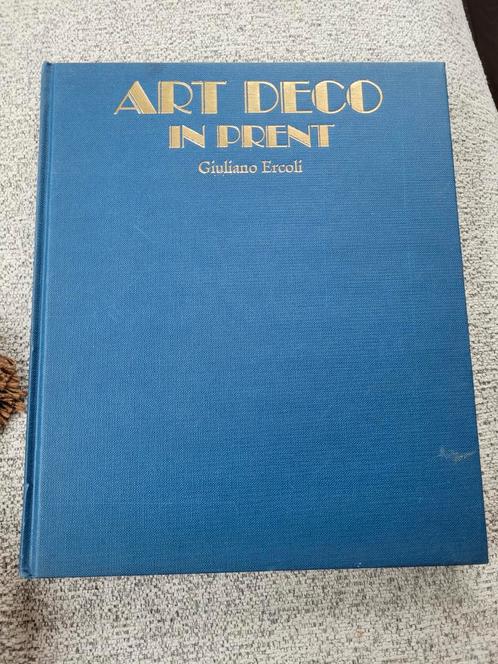 ART DECO
IN PRENT
Giuliano Ercoli